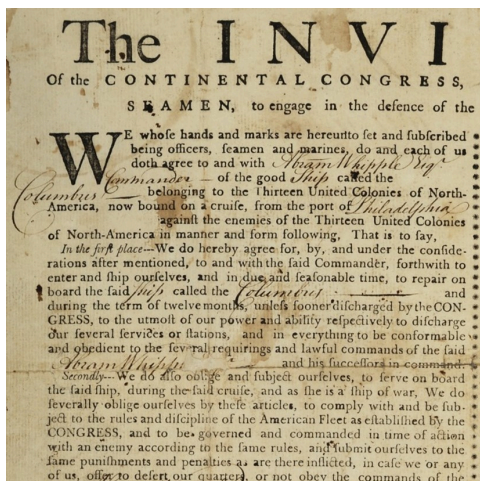 The INVI
Of the CONTINENTAL CONGRESS,
SEAMEN, to engage in the defence of the
WE whose hands and marks are hereunto set and subscribed
being officers, seamen and marines, do and each of us
doth agree to and with Abram Whipple Esqr
Commander of the good Ship called the
Columbus belonging to the Thirteen United Colonies of North-
America, now bound on a cruise, from the port of Philadelphia
against the enemies of the Thirteen United Colonies
of North-America in manner and form following, That is to say,
In the first place---We do hereby agree for, by, and under the conside-
rations after mentioned, to and with the said Commander, forthwith to
enter and ship ourselves, and in due and seasonable time, to repair on
board the said ship called the Columbus and
during the term of twelve months, unless sooner discharged by the CON-
GRESS, to the utmost of our power and ability respectively to discharge
our several services or stations, and in everything to be conformable
and obedient to the several requirings and lawful commands of the said
Abram Whipple and his successors in command.
Secondly---We do also oblige and subject ourselves, to serve on board
the said ship, during the said cruise, and as she is a ship of war, We do
severally oblige ourselves by these articles, to comply with and be sub-
ject to the rules and discipline of the American Fleet as established by the
CONGRESS, and to be governed and commanded in time of action
with an enemy according to the same rules, and submit ourselves to the
same punishments and penalties as are there inflicted, in case we or any
of us, offer to desert our quarters, or not obey the commands of